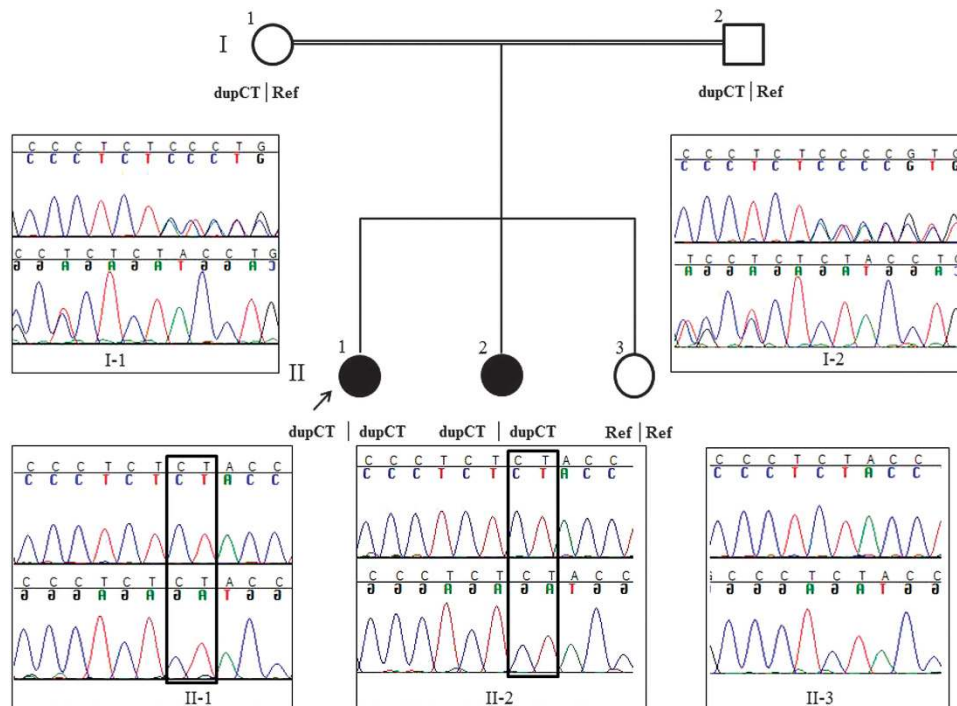 1
2
I
dupCT | Ref
dupCT | Ref
C C C T C T C C C T G
C C C T C T C C C T G
C C T C T C T A C C T G
G G A G A G A T G G A C
I-1
C C C T C T C C C C G T
C C C T C T C C C C G T G
T C C T C T C T A C C T
A G G A G A G A T G G A
I-2
1
2
3
II
dupCT | dupCT
dupCT | dupCT
Ref | Ref
C C C T C T C T A C C
C C C T C T C T A C C
C C C T C T C T A C C
G G G A G A G A T G G
II-1
C C C T C T C T A C C
C C C T C T C T A C C
C C C T C T C T A C C
G G G A G A G A T G G
II-2
C C C T C T A C C
C C C T C T A C C
C C C T C T A C C
G G G A G A T G G
II-3